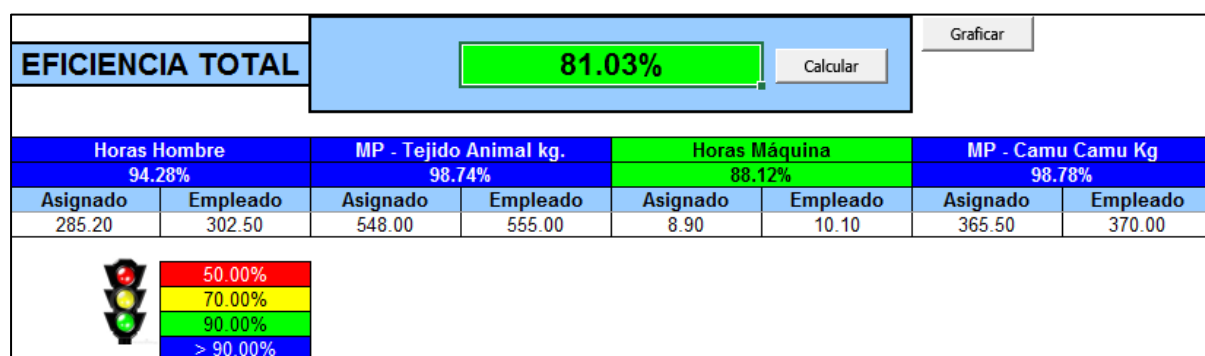 Graficar
EFICIENCIA TOTAL 81.03% Calcular
Horas Hombre MP - Tejido Animal kg. Horas Máquina MP - Camu Camu Kg
94.28% 98.74% 88.12% 98.78%
Asignado Empleado Asignado Empleado Asignado Empleado Asignado Empleado
285.20 302.50 548.00 555.00 8.90 10.10 365.50 370.00
50.00%
70.00%
90.00%
> 90.00%